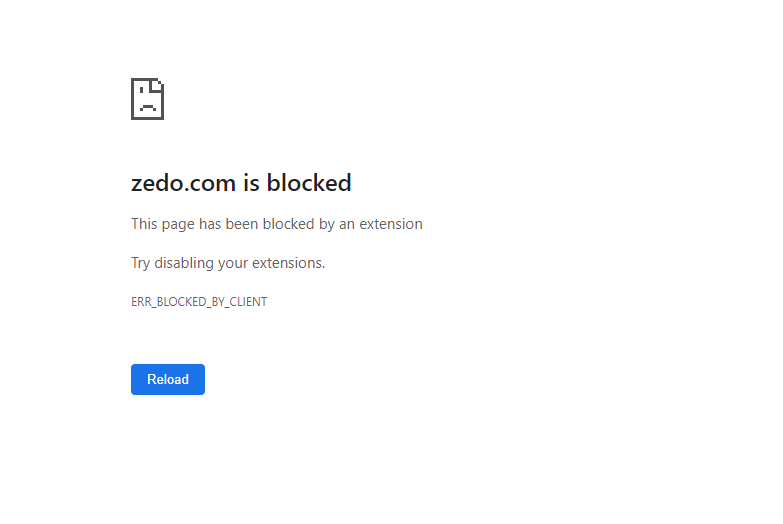 zedo.com is blocked
This page has been blocked by an extension
Try disabling your extensions.
ERR_BLOCKED_BY_CLIENT
Reload